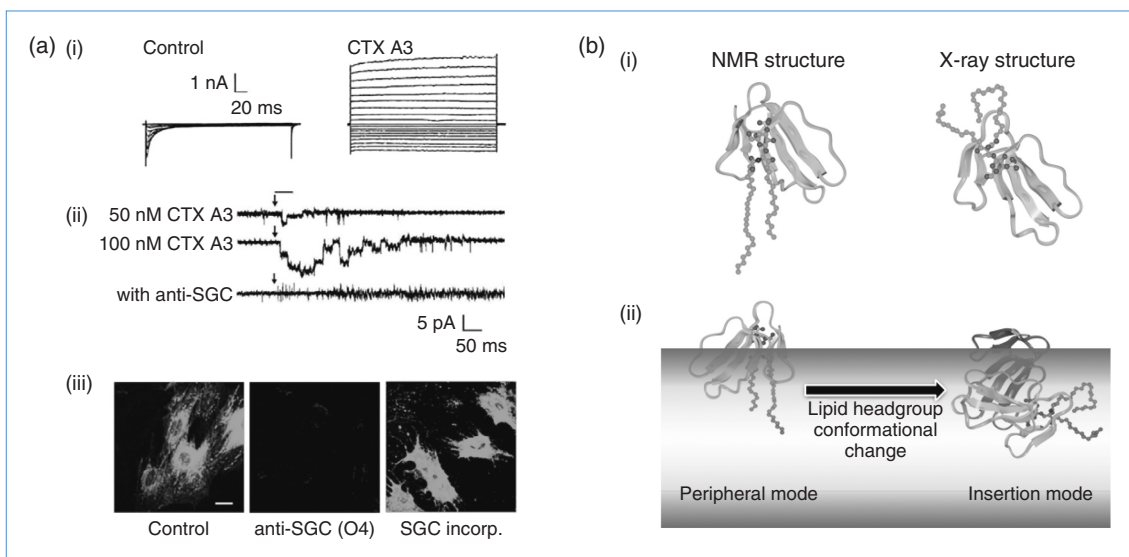 (a) (i)
Control
CTX A3
1 nA
20 ms
(ii)
50 nM CTX A3
100 nM CTX A3
with anti-SGC
5 pA
50 ms
(iii)
Control
anti-SGC (O4)
SGC incorp.
(b)
(i)
NMR structure
X-ray structure
(ii)
Lipid headgroup
conformational
change
Peripheral mode
Insertion mode